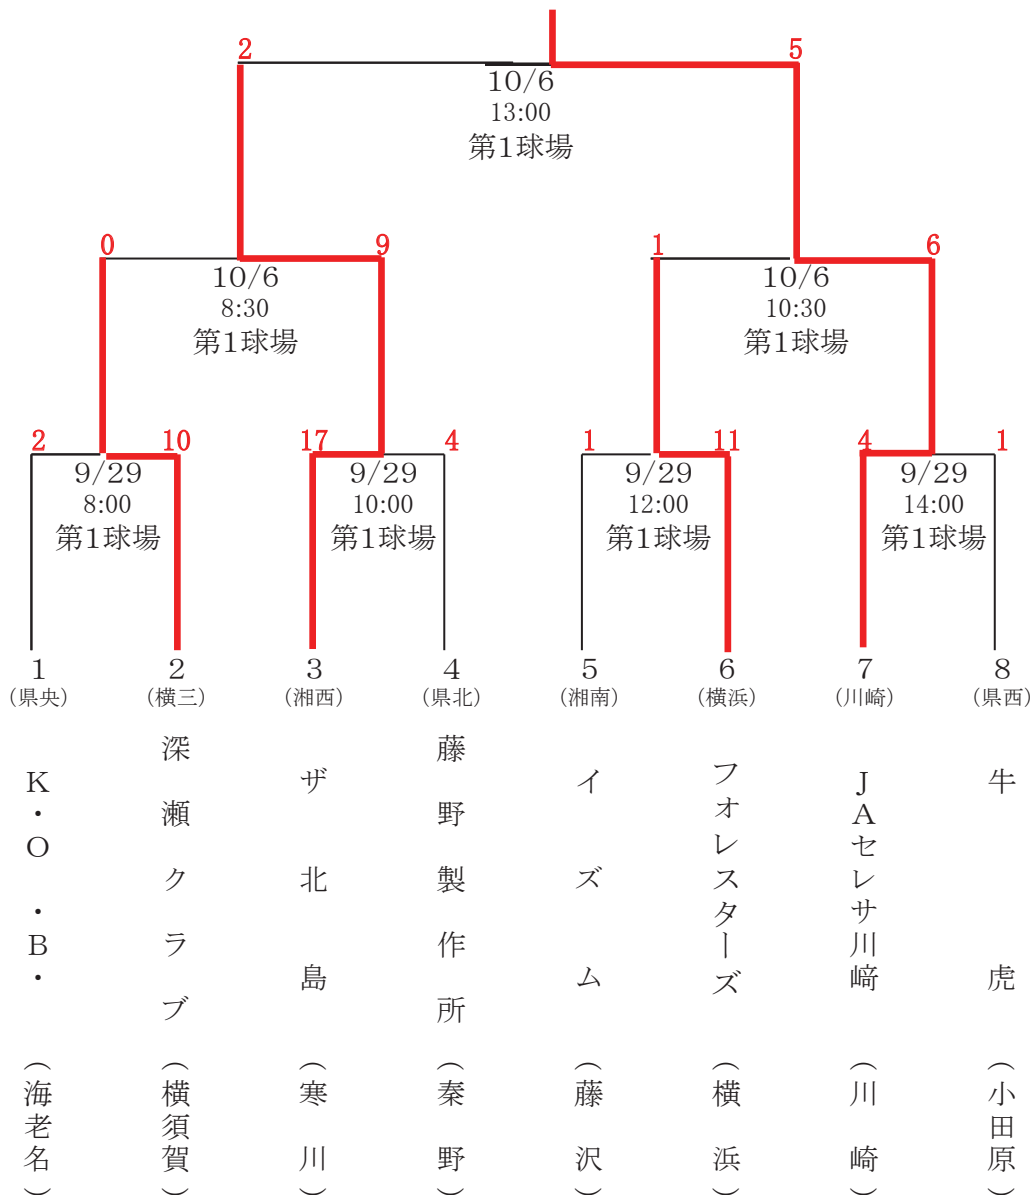 2 5
10/6
13:00
第1球場
0 9 1 6
10/6 10/6
8:30 10:30
第1球場 第1球場
2 10 17 4 1 11 4 1
9/29 9/29 9/29 9/29
8:00 10:00 12:00 14:00
第1球場 第1球場 第1球場 第1球場
1 2 3 4 5 6 7 8
(県央) (横三) (湘西) (県北) (湘南) (横浜) (川崎) (県西)
K・O・B・(海老名)
深瀬クラブ(横須賀)
ザ北島(寒川)
藤野製作所(秦野)
イズム(藤沢)
フォレスターズ(横浜)
JAセレサ川﨑(川崎)
牛虎(小田原)